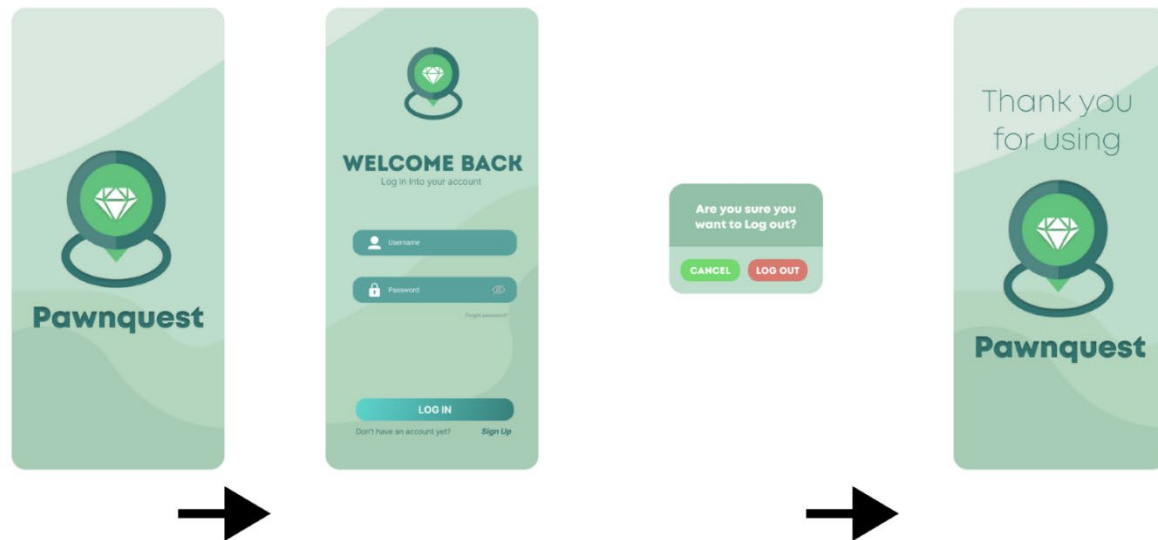 Pawnquest
WELCOME BACK
Log in Into your account
Username
Password
Forgot password?
LOG IN
Don't have an account yet? Sign Up
Are you sure you
want to Log out?
CANCEL LOG OUT
Thank you
for using
Pawnquest